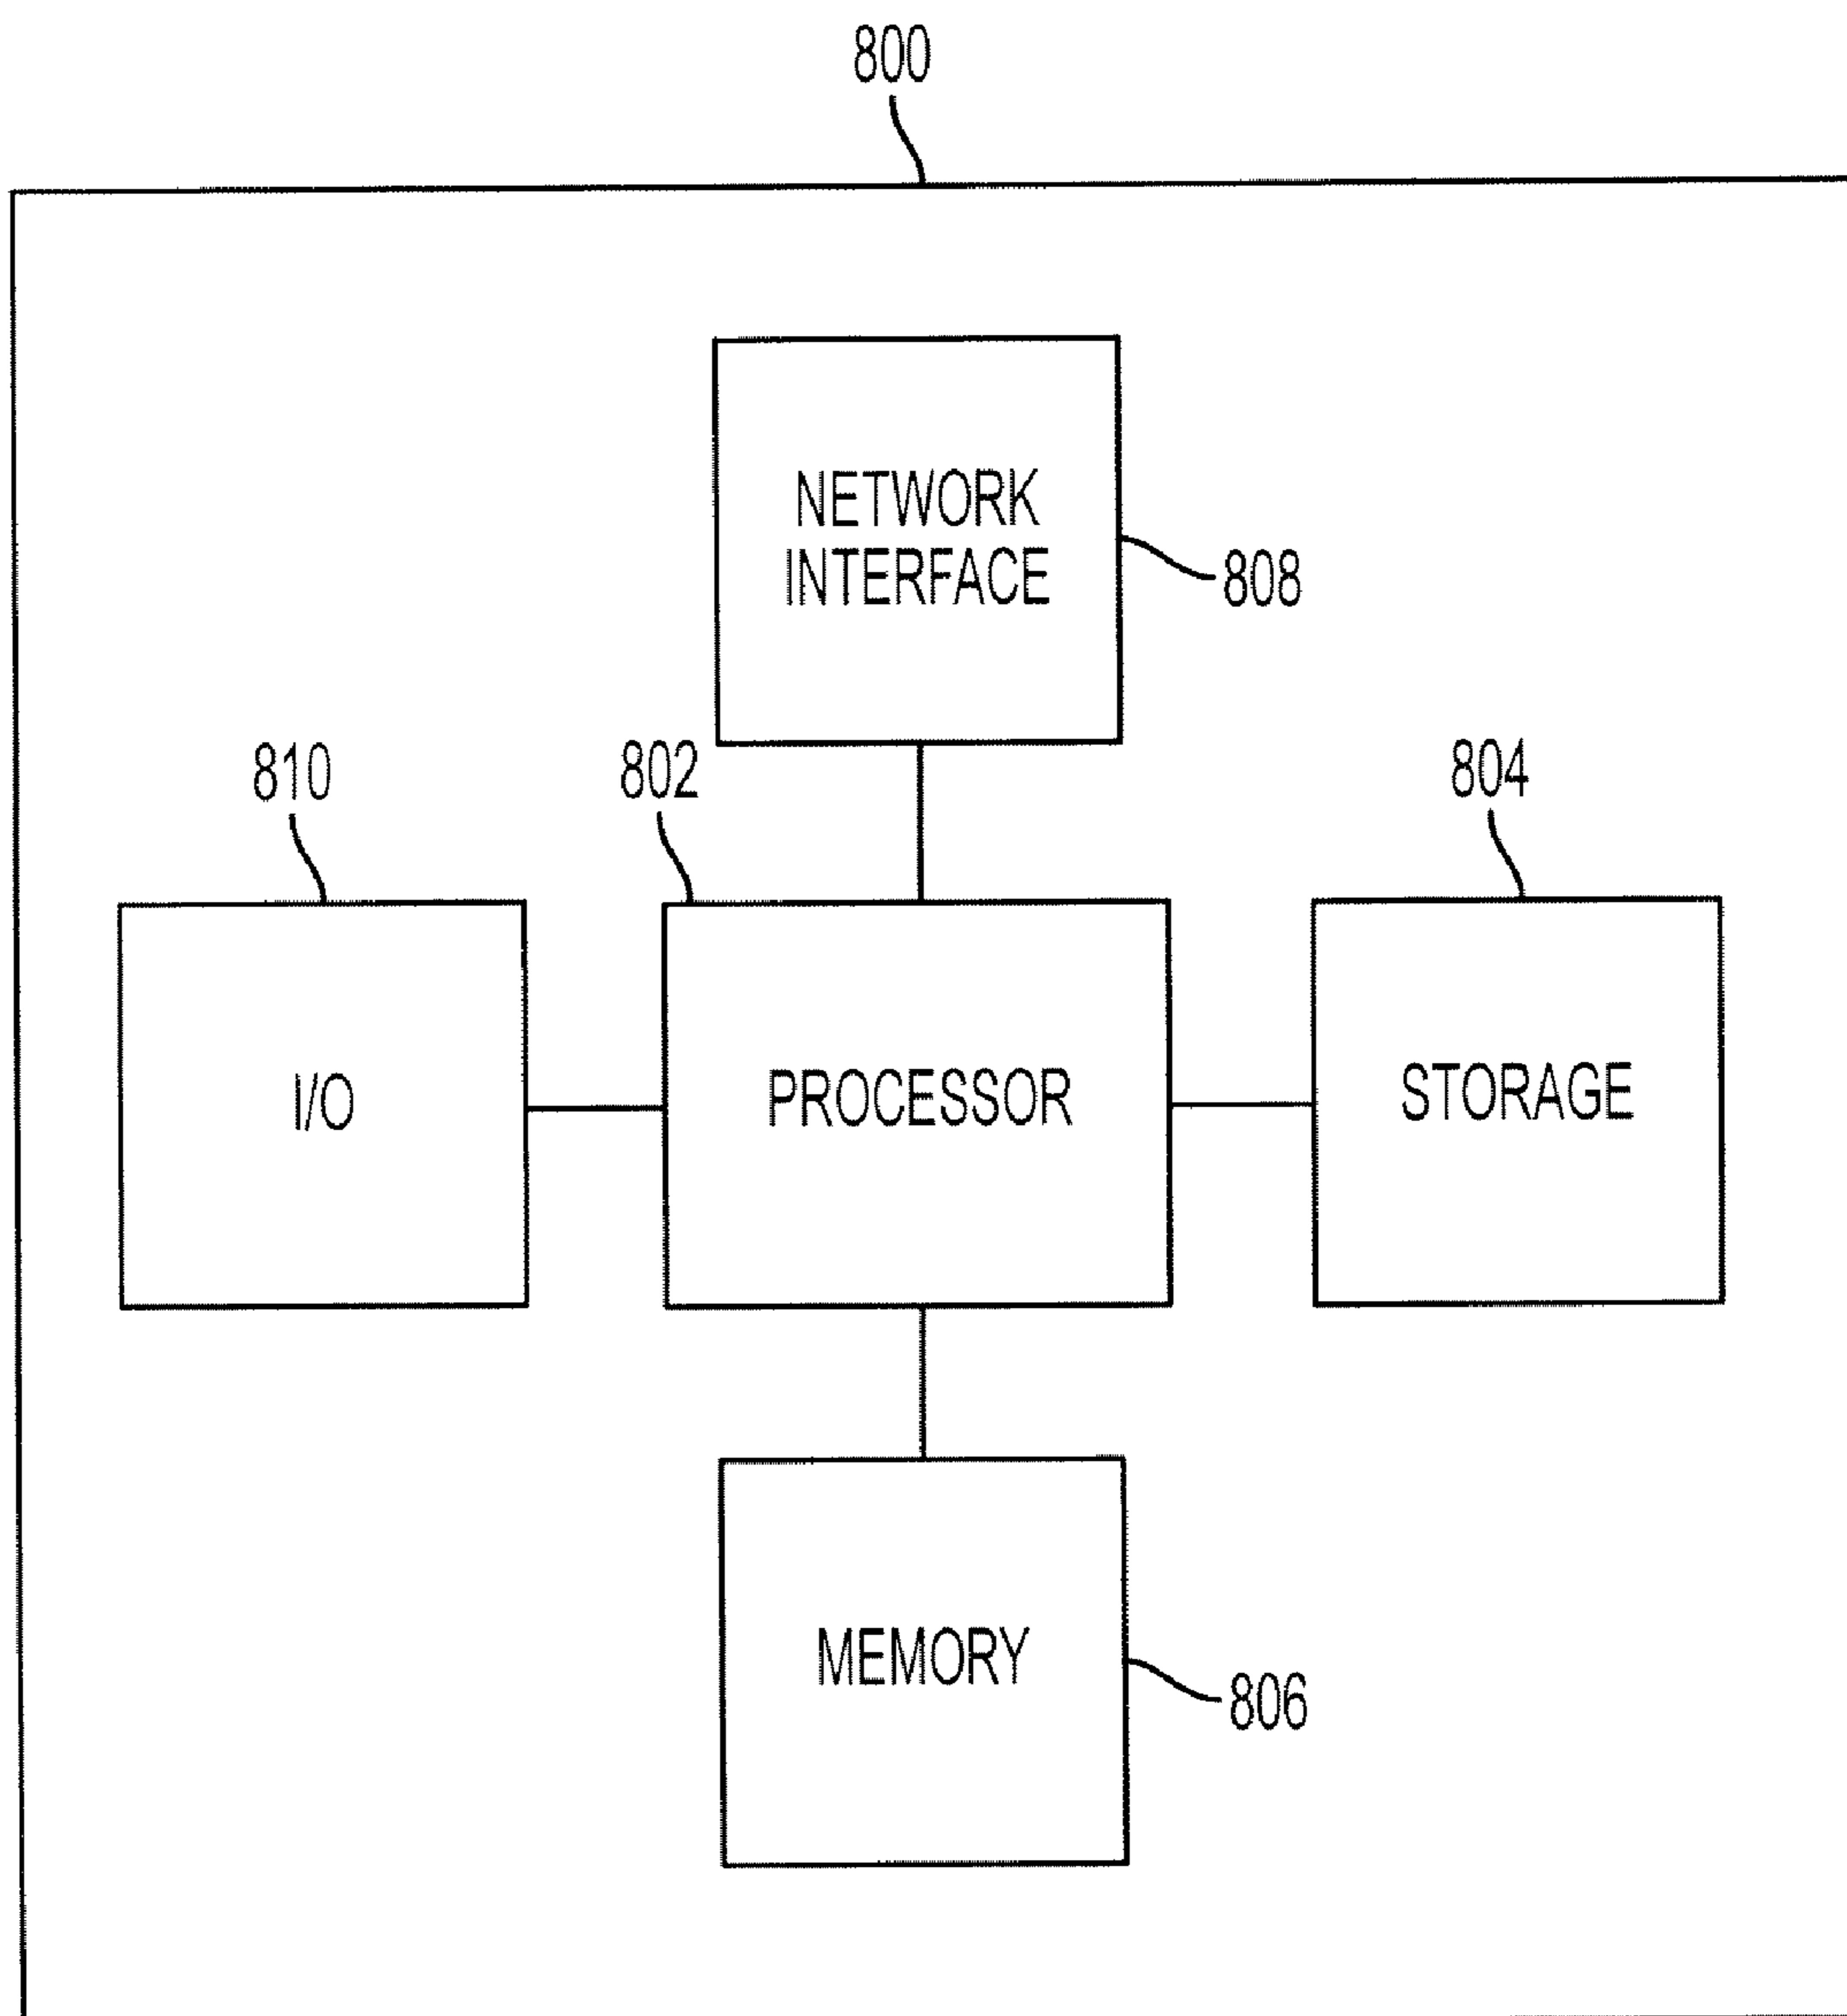 800
NETWORK
INTERFACE
808
810
802
804
I/O
PROCESSOR
STORAGE
MEMORY
806